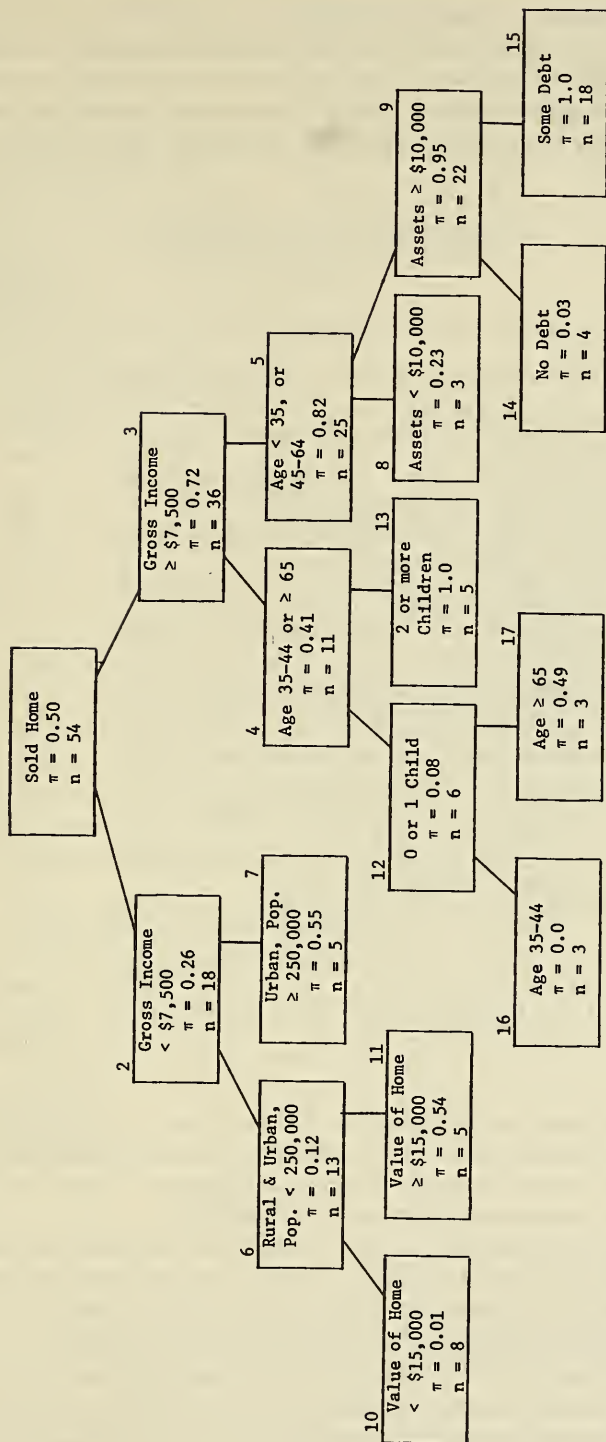 Sold Home
π = 0.50
n = 54
2
Gross Income
< $7,500
π = 0.26
n = 18
3
Gross Income
≥ $7,500
π = 0.72
n = 36
6
Rural & Urban,
Pop. < 250,000
π = 0.12
n = 13
7
Urban, Pop.
≥ 250,000
π = 0.55
n = 5
4
Age 35-44 or ≥ 65
π = 0.41
n = 11
5
Age < 35, or
45-64
π = 0.82
n = 25
10
Value of Home
< $15,000
π = 0.01
n = 8
11
Value of Home
≥ $15,000
π = 0.54
n = 5
12
0 or 1 Child
π = 0.08
n = 6
13
2 or more
Children
π = 1.0
n = 5
8
Assets < $10,000
π = 0.23
n = 3
9
Assets ≥ $10,000
π = 0.95
n = 22
16
Age 35-44
π = 0.0
n = 3
17
Age ≥ 65
π = 0.49
n = 3
14
No Debt
π = 0.03
n = 4
15
Some Debt
π = 1.0
n = 18